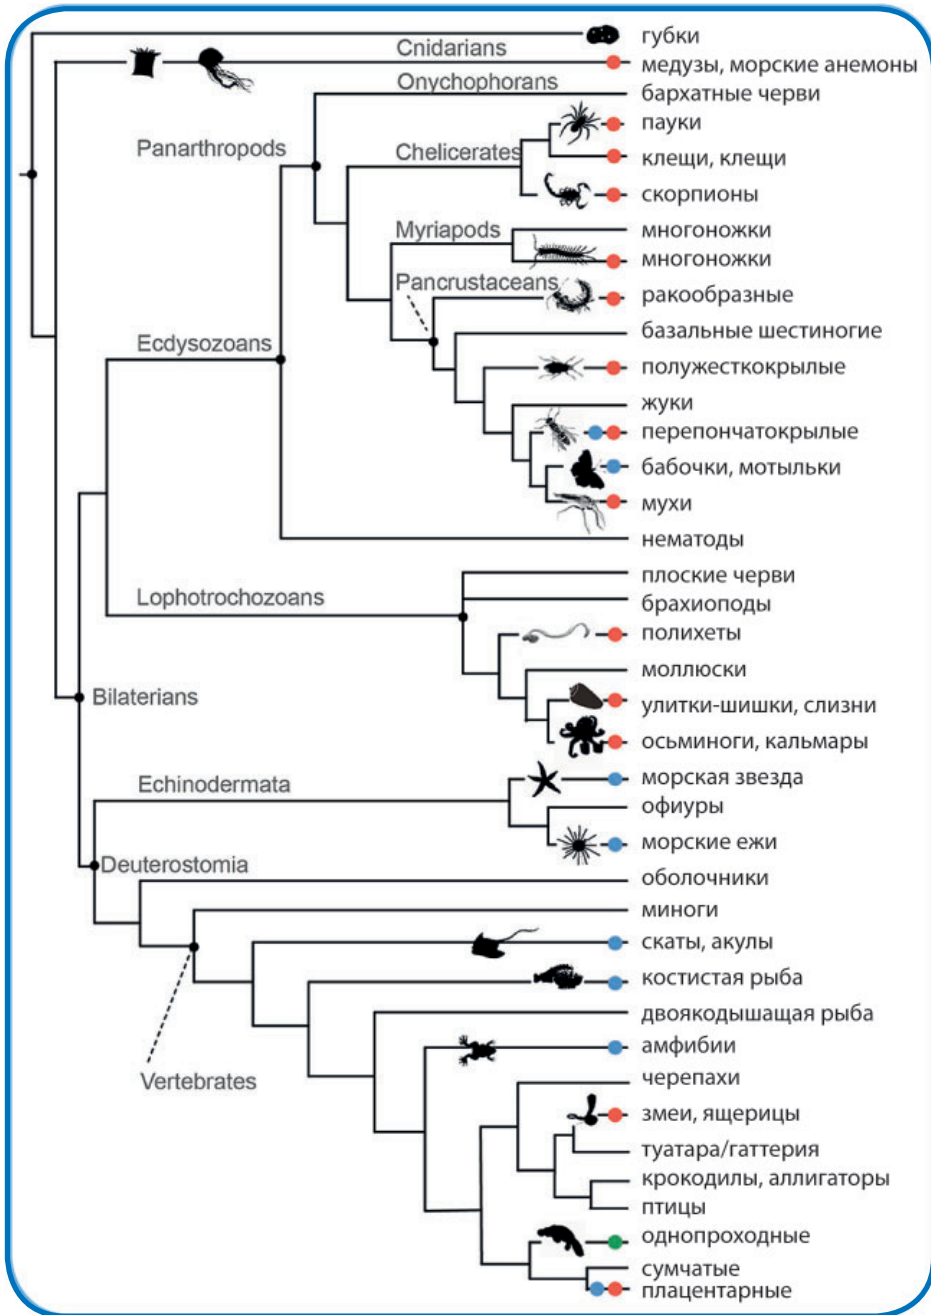 губки
Cnidarians
медузы, морские анемоны
Onychophorans
бархатные черви
Panarthropods
Chelicerates
пауки
клещи, клещи
скорпионы
Myriapods
многоножки
многоножки
Pancrustaceans
ракообразные
базальные шестиногие
Ecdysozoans
полужесткокрылые
жуки
перепончатокрылые
бабочки, мотыльки
мухи
нематоды
плоские черви
Lophotrochozoans
брахиоподы
полихеты
моллюски
Bilaterians
улитки-шишки, слизни
осьминоги, кальмары
Echinodermata
морская звезда
офиуры
морские ежи
Deuterostomia
оболочники
миноги
скаты, акулы
костистая рыба
двоякодышащая рыба
амфибии
Vertebrates
черепахи
змеи, ящерицы
туатара/гаттерия
крокодилы, аллигаторы
птицы
однопроходные
сумчатые
плацентарные